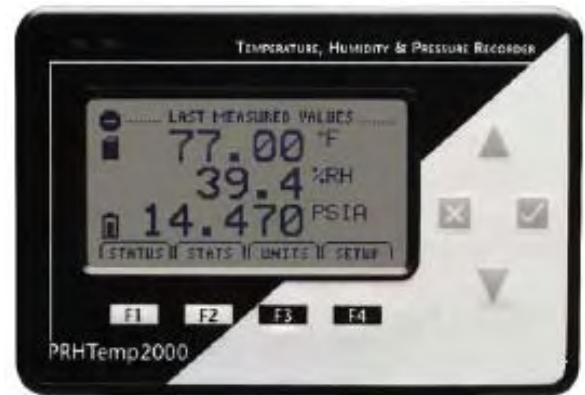 TEMPERATURE, HUMIDITY & PRESSURE RECORDER
LAST MEASURED VALUES
77.00 °F
39.4 %RH
14.470 PSIA
STATUS STATS UNITS SETUP
F1 F2 F3 F4
PRHTemp2000